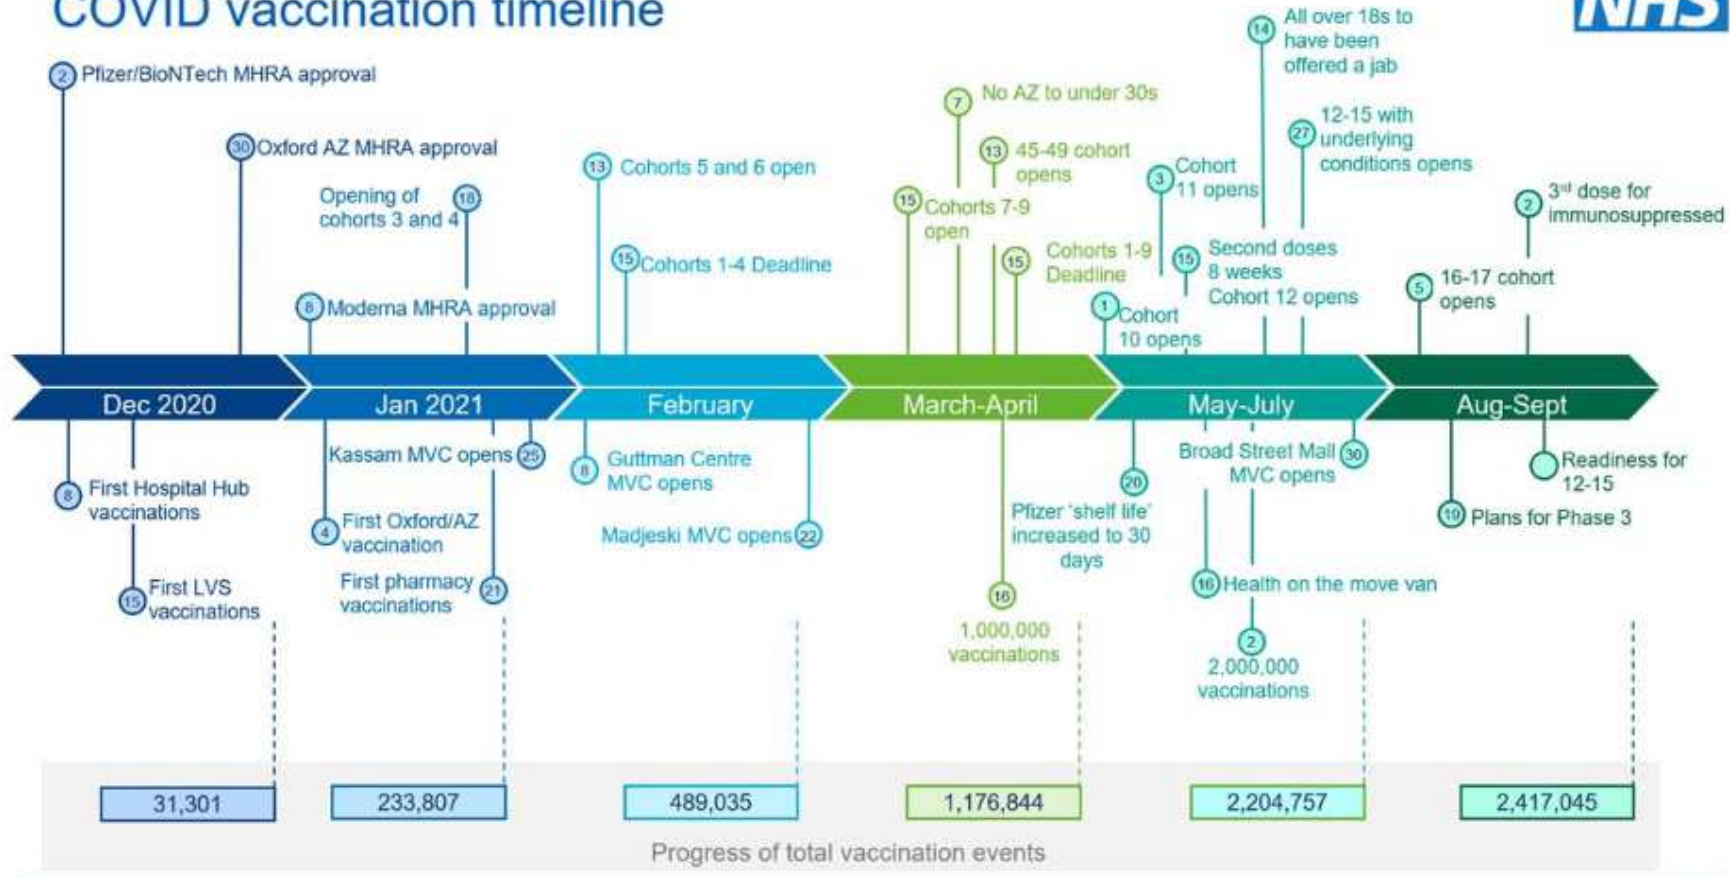 COVID vaccination timeline
NHS
2 Pfizer/BioNTech MHRA approval
30 Oxford AZ MHRA approval
Opening of
cohorts 3 and 4
18
8 Moderna MHRA approval
13 Cohorts 5 and 6 open
15 Cohorts 1-4 Deadline
7 No AZ to under 30s
13 45-49 cohort
opens
15 Cohorts 7-9
open
15 Cohorts 1-9
Deadline
14 All over 18s to
have been
offered a jab
27 12-15 with
underlying
conditions opens
3 Cohort
11 opens
15 Second doses
8 weeks
Cohort 12 opens
1 Cohort
10 opens
2 3rd dose for
immunosuppressed
5 16-17 cohort
opens
Dec 2020
Jan 2021
February
March-April
May-July
Aug-Sept
8 First Hospital Hub
vaccinations
15 First LVS
vaccinations
Kassam MVC opens 25
4 First Oxford/AZ
vaccination
First pharmacy
vaccinations
21
8 Guttman Centre
MVC opens
Madjeski MVC opens 22
16
1,000,000
vaccinations
20
Pfizer ‘shelf life’
increased to 30
days
Broad Street Mall
MVC opens
30
16 Health on the move van
2
2,000,000
vaccinations
Readiness for
12-15
19 Plans for Phase 3
31,301
233,807
489,035
1,176,844
2,204,757
2,417,045
Progress of total vaccination events